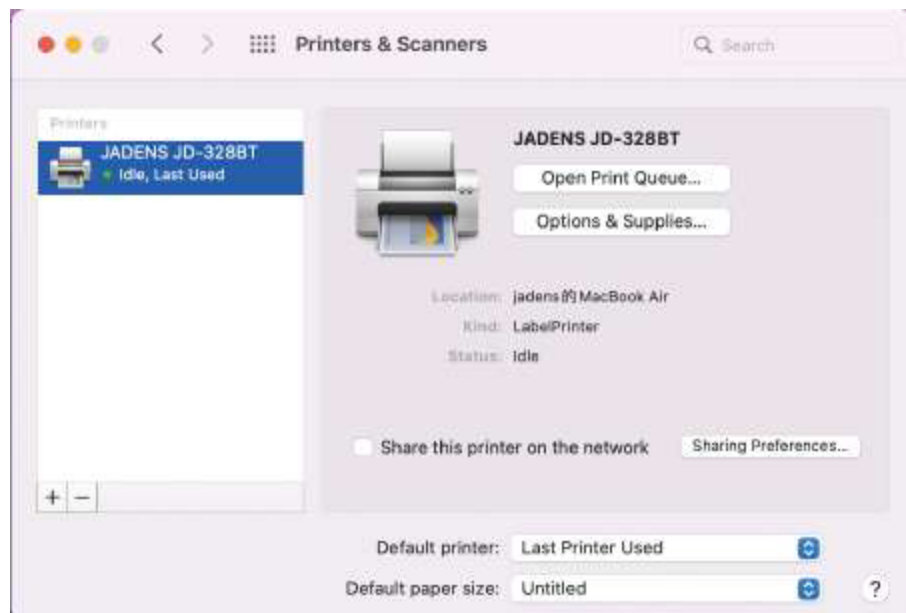 Printers & Scanners
Search
Printers
JADENS JD-328BT
Idle, Last Used
JADENS JD-328BT
Open Print Queue...
Options & Supplies...
Location: jadens的MacBook Air
Kind: LabelPrinter
Status: Idle
Share this printer on the network
Sharing Preferences...
+ −
Default printer: Last Printer Used
Default paper size: Untitled
?